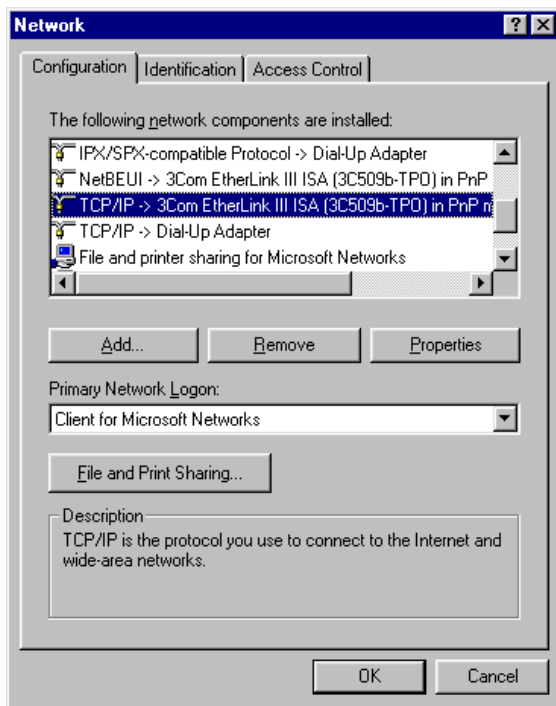 Network
Configuration Identification Access Control
The following network components are installed:
IPX/SPX-compatible Protocol -> Dial-Up Adapter
NetBEUI -> 3Com EtherLink III ISA (3C509b-TPO) in PnP
TCP/IP -> 3Com EtherLink III ISA (3C509b-TPO) in PnP m
TCP/IP -> Dial-Up Adapter
File and printer sharing for Microsoft Networks
Add... Remove Properties
Primary Network Logon:
Client for Microsoft Networks
File and Print Sharing...
Description
TCP/IP is the protocol you use to connect to the Internet and
wide-area networks.
OK Cancel